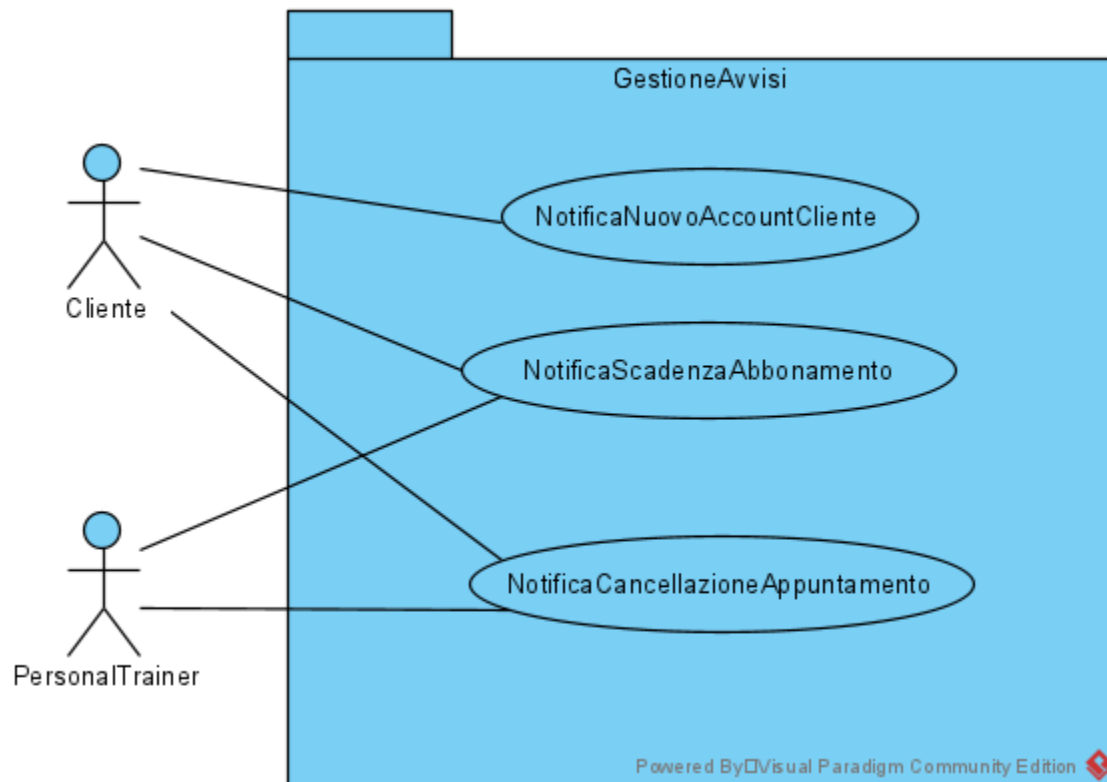 GestioneAvvisi
NotificaNuovoAccountCliente
Cliente
NotificaScadenzaAbbonamento
NotificaCancellazioneAppuntamento
PersonalTrainer
Powered By□Visual Paradigm Community Edition